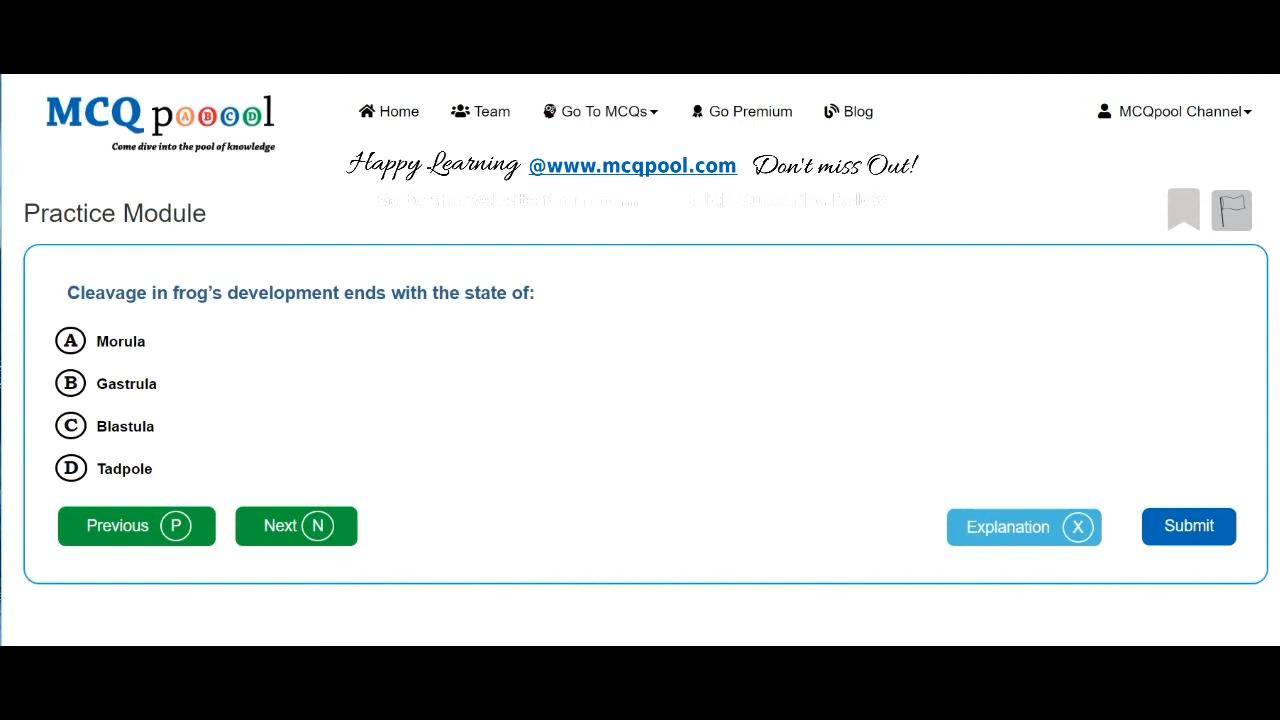 MCQ pooool
A B C D
Come dive into the pool of knowledge
Home Team Go To MCQs Go Premium Blog MCQpool Channel
Happy Learning @www.mcqpool.com Don't miss Out!
Practice Module
Cleavage in frog’s development ends with the state of:
A Morula
B Gastrula
C Blastula
D Tadpole
Previous P Next N Explanation X Submit